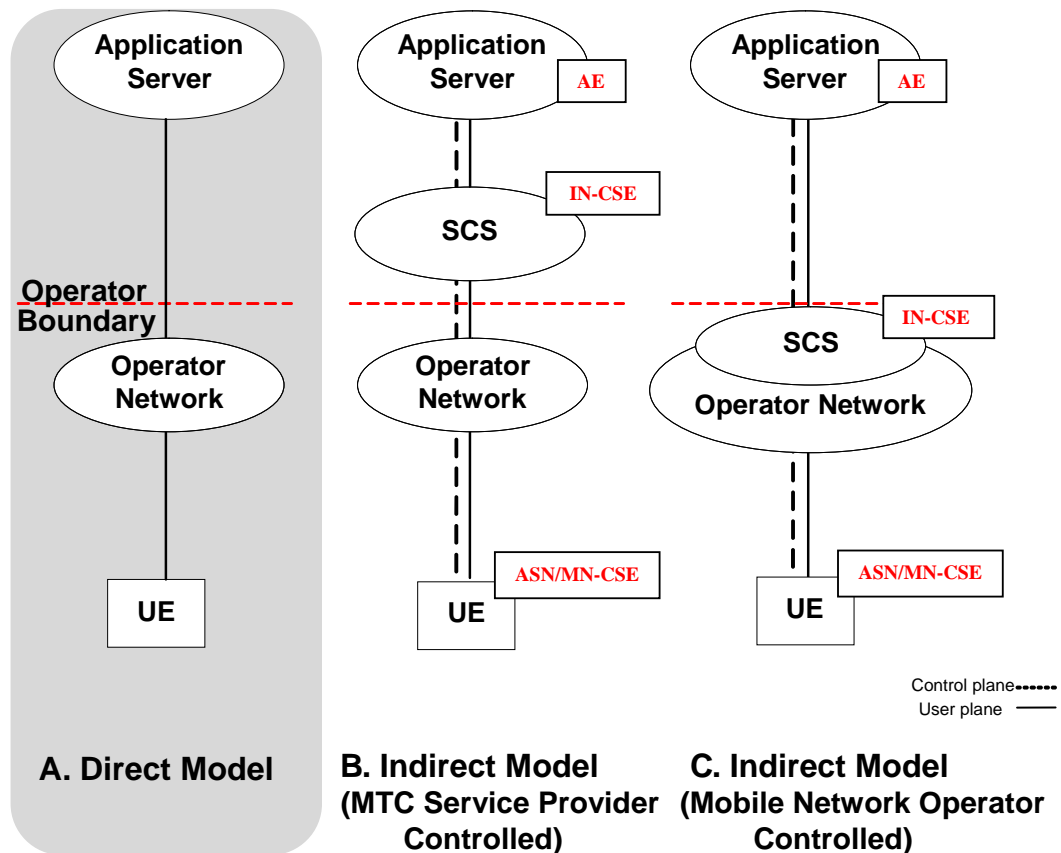 Application
Server
Operator
Boundary
Operator
Network
UE
A. Direct Model
Application
Server
AE
IN-CSE
SCS
Operator
Network
ASN/MN-CSE
UE
B. Indirect Model
(MTC Service Provider
Controlled)
Application
Server
AE
IN-CSE
SCS
Operator Network
ASN/MN-CSE
UE
Control plane
User plane
C. Indirect Model
(Mobile Network Operator
Controlled)